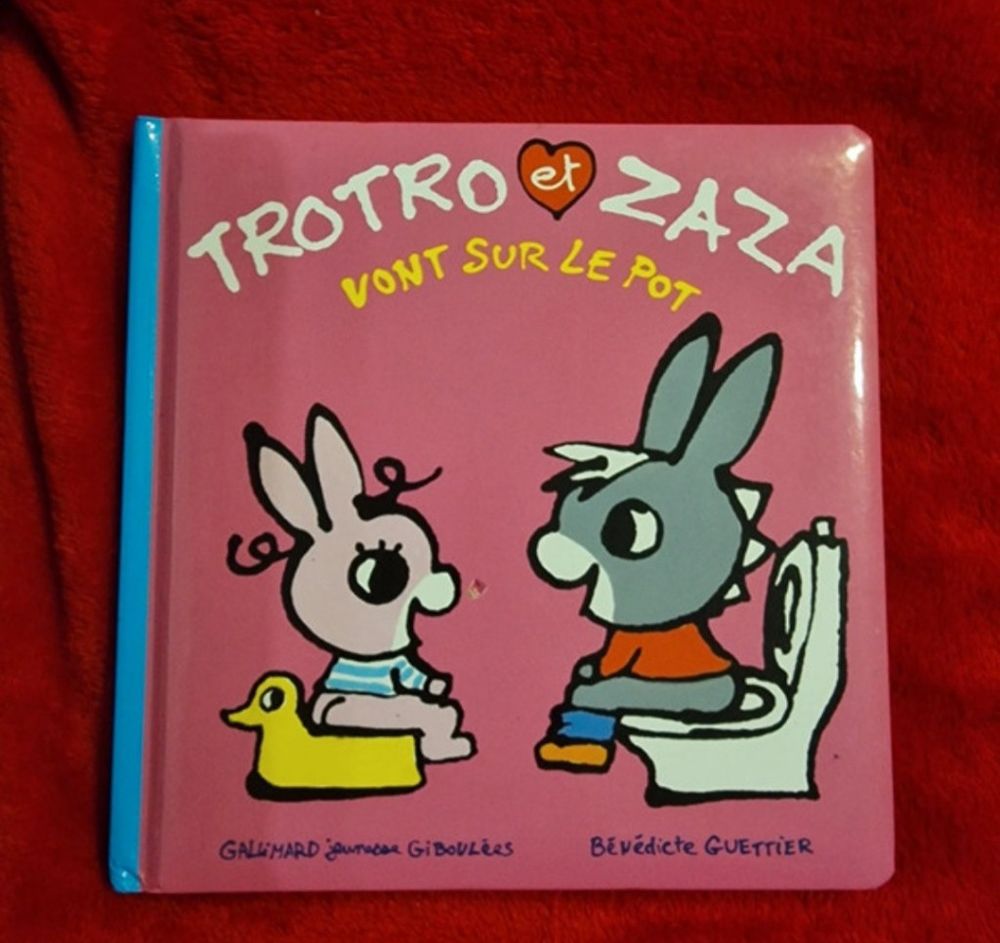 TROTRO et ZAZA
VONT SUR LE POT
GALLiMARD jeunesse GiBOULÉES
BÉNÉDicte GUETTIER